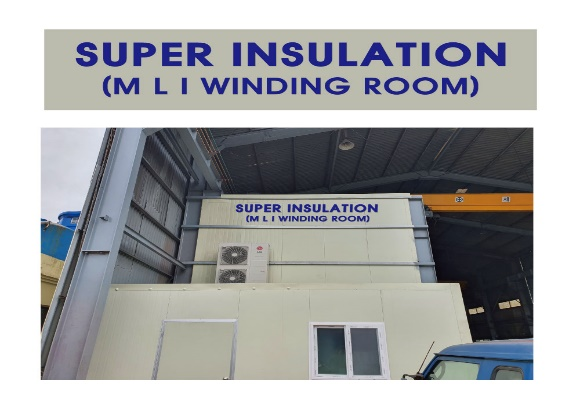 SUPER INSULATION
(M L I WINDING ROOM)
SUPER INSULATION
(M L I WINDING ROOM)